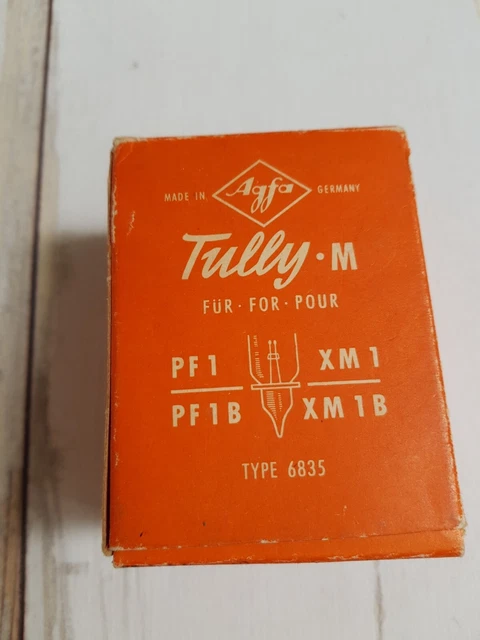 MADE IN Agfa GERMANY
Tully · M
FÜR · FOR · POUR
PF1 XM1
PF1B XM1B
TYPE 6835